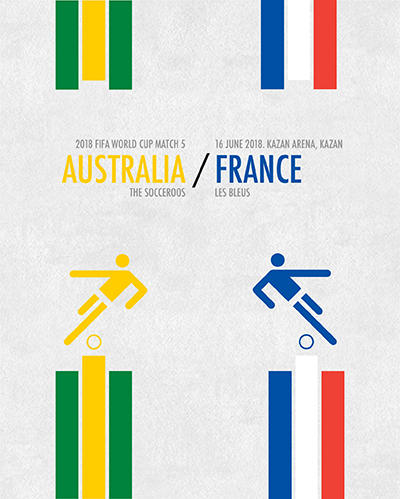 2018 FIFA WORLD CUP MATCH 5
16 JUNE 2018. KAZAN ARENA, KAZAN
AUSTRALIA / FRANCE
THE SOCCEROOS
LES BLEUS